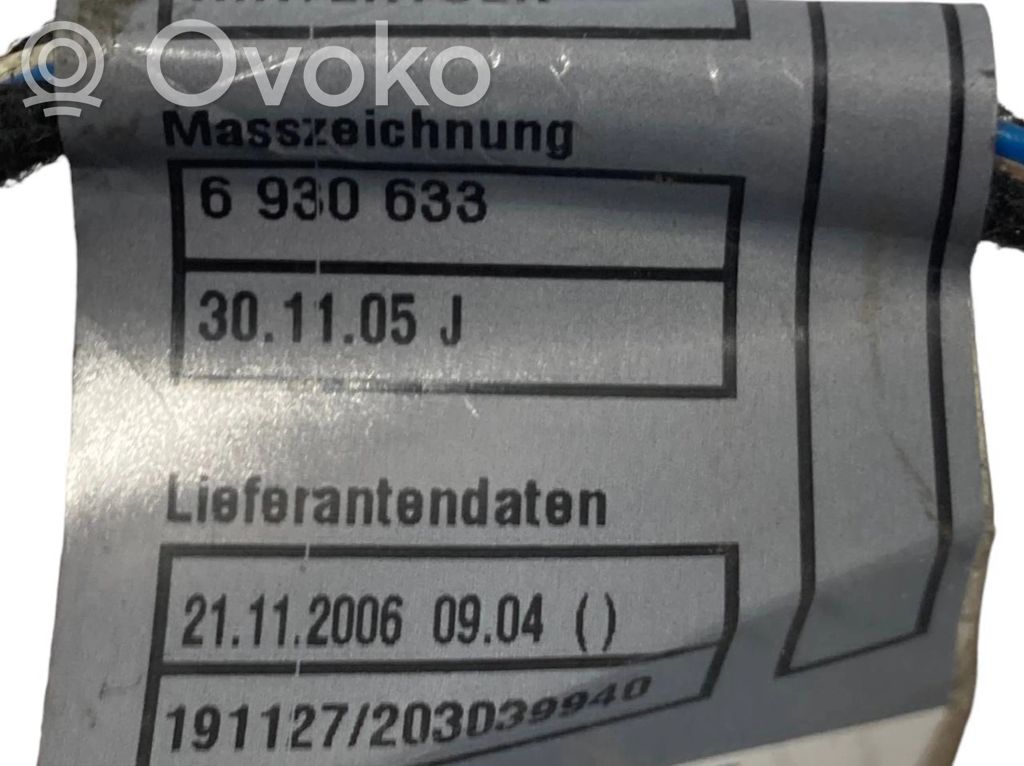 Ovoko
Masszeichnung
6 930 633
30.11.05 J
Lieferantendaten
21.11.2006 09.04 ()
191127/203039940